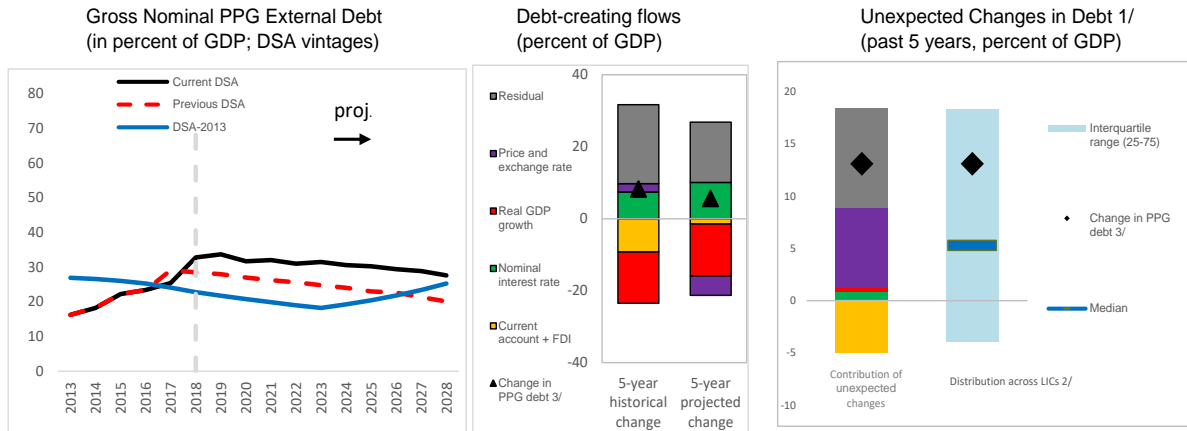 Gross Nominal PPG External Debt
(in percent of GDP; DSA vintages)
Current DSA
Previous DSA
DSA-2013
proj.
80
70
60
50
40
30
20
10
0
2013
2014
2015
2016
2017
2018
2019
2020
2021
2022
2023
2024
2025
2026
2027
2028
Debt-creating flows
(percent of GDP)
Residual
Price and
exchange rate
Real GDP
growth
Nominal
interest rate
Current
account + FDI
Change in
PPG debt 3/
40
20
0
-20
-40
5-year
historical
change
5-year
projected
change
Unexpected Changes in Debt 1/
(past 5 years, percent of GDP)
20
15
10
5
0
-5
-10
Contribution of
unexpected
changes
Distribution across LICs 2/
Interquartile
range (25-75)
Change in PPG
debt 3/
Median